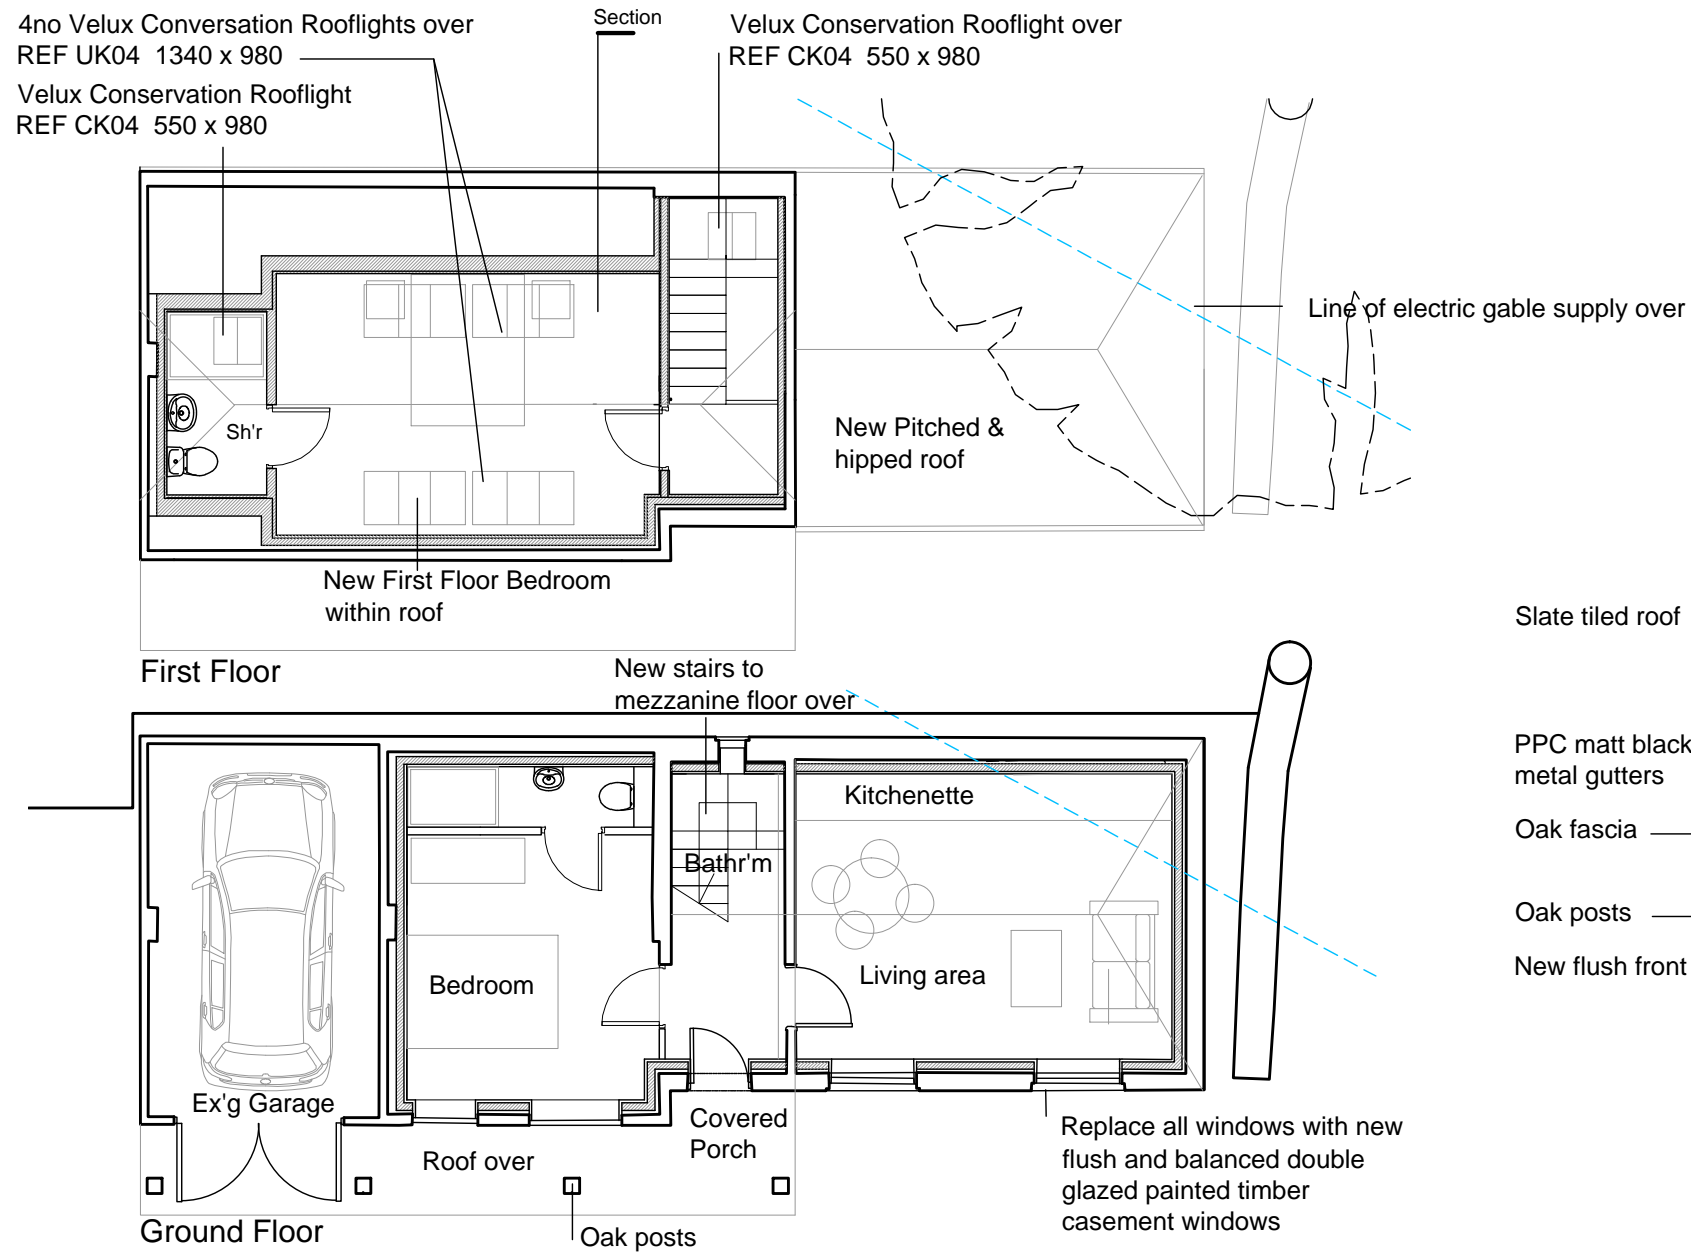 4no Velux Conversation Rooflights over
REF UK04 1340 x 980
Velux Conservation Rooflight
REF CK04 550 x 980
Section
Velux Conservation Rooflight over
REF CK04 550 x 980
Line of electric gable supply over
Sh'r
New Pitched &
hipped roof
New First Floor Bedroom
within roof
First Floor
Slate tiled roof
New stairs to
mezzanine floor over
PPC matt black
metal gutters
Kitchenette
Oak fascia
Bathr'm
Oak posts
Living area
Bedroom
New flush front
Ex'g Garage
Covered
Porch
Roof over
Replace all windows with new
flush and balanced double
glazed painted timber
casement windows
Ground Floor
Oak posts